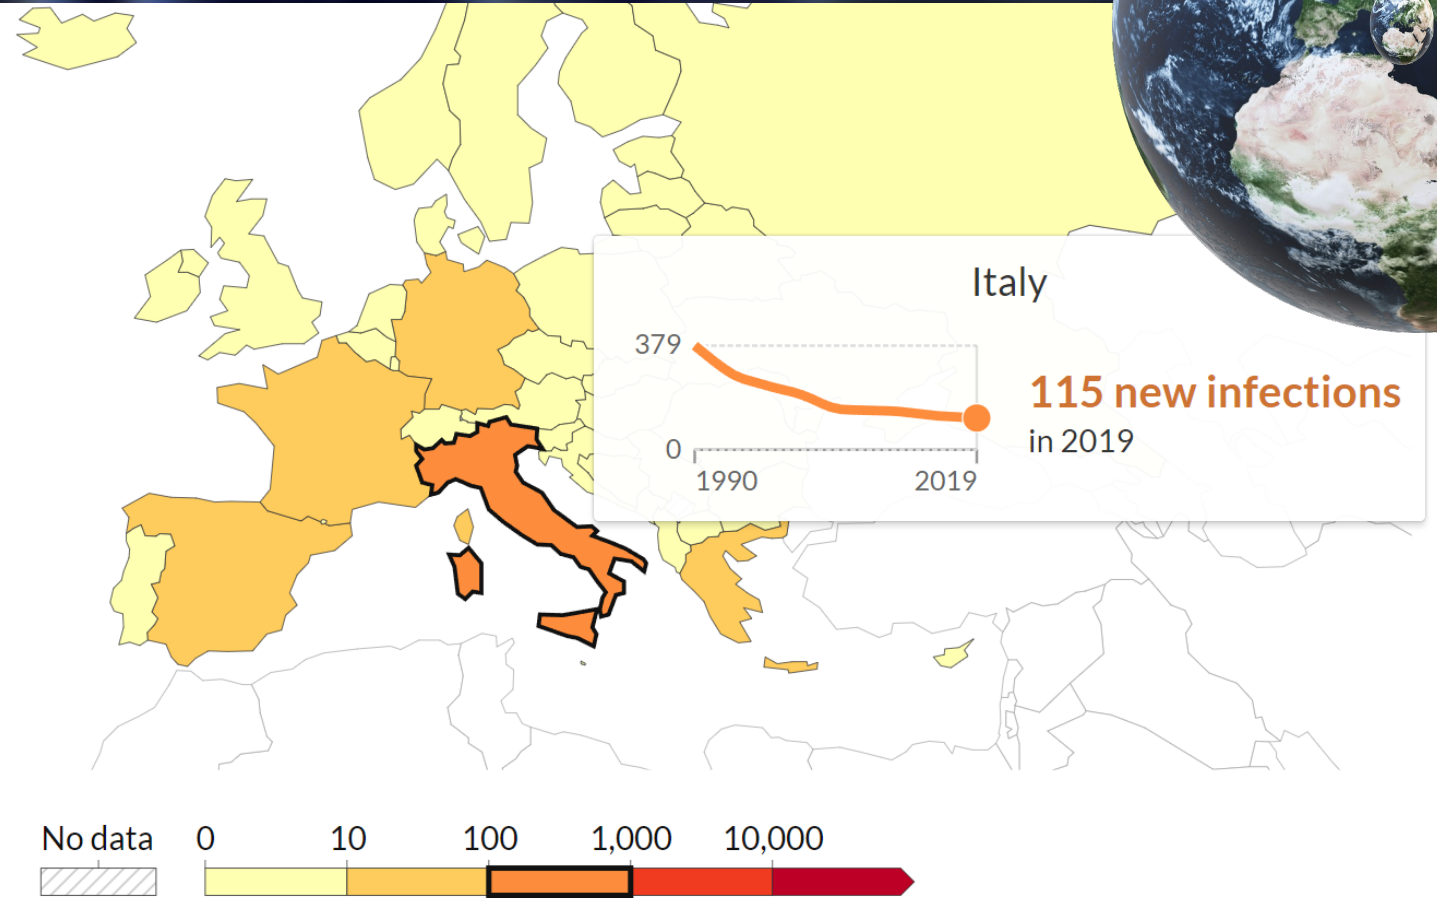 Italy
379
115 new infections
in 2019
0
1990 2019
No data 0 10 100 1,000 10,000